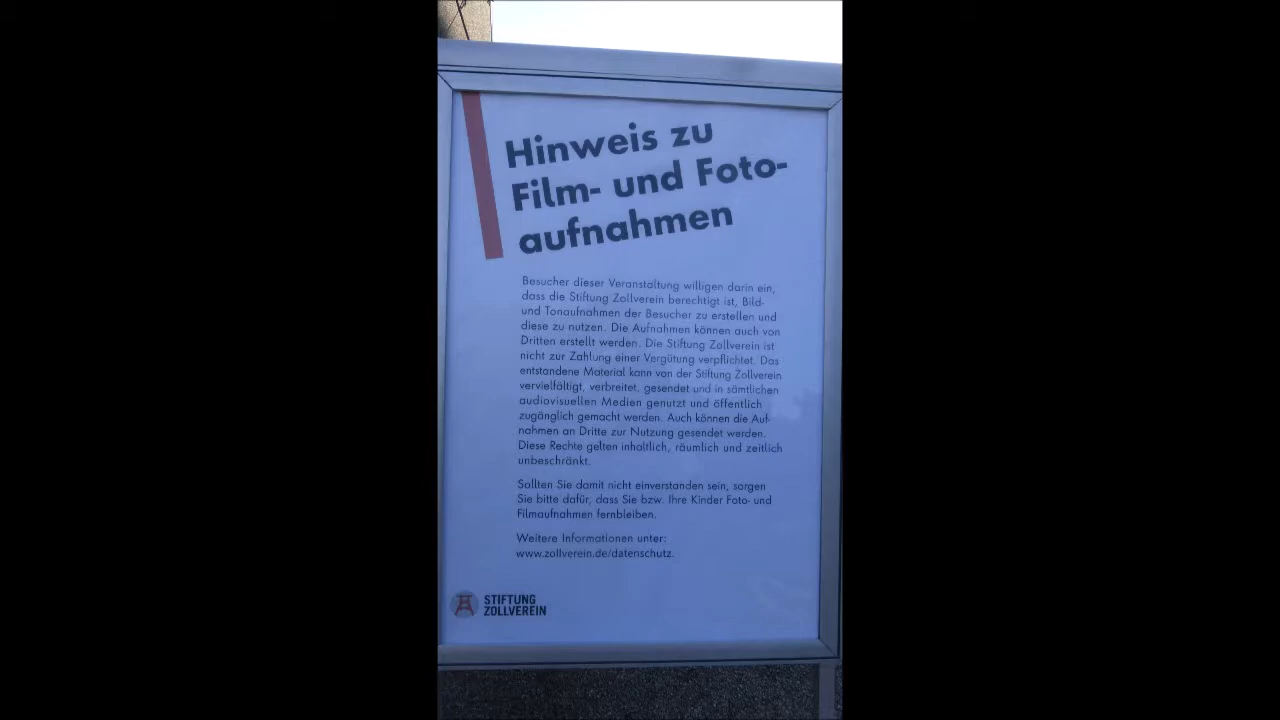 Hinweis zu
Film- und Foto-
aufnahmen
Besucher dieser Veranstaltung willigen darin ein,
dass die Stiftung Zollverein berechtigt ist, Bild-
und Tonaufnahmen der Besucher zu erstellen und
diese zu nutzen. Die Aufnahmen können auch von
Dritten erstellt werden. Die Stiftung Zollverein ist
nicht zur Zahlung einer Vergütung verpflichtet. Das
entstandene Material kann von der Stiftung Zollverein
vervielfältigt, verbreitet, gesendet und in sämtlichen
audiovisuellen Medien genutzt und öffentlich
zugänglich gemacht werden. Auch können die Auf-
nahmen an Dritte zur Nutzung gesendet werden.
Diese Rechte gelten inhaltlich, räumlich und zeitlich
unbeschränkt.
Sollten Sie damit nicht einverstanden sein, sorgen
Sie bitte dafür, dass Sie bzw. Ihre Kinder Foto- und
Filmaufnahmen fernbleiben.
Weitere Informationen unter:
www.zollverein.de/datenschutz.
STIFTUNG
ZOLLVEREIN